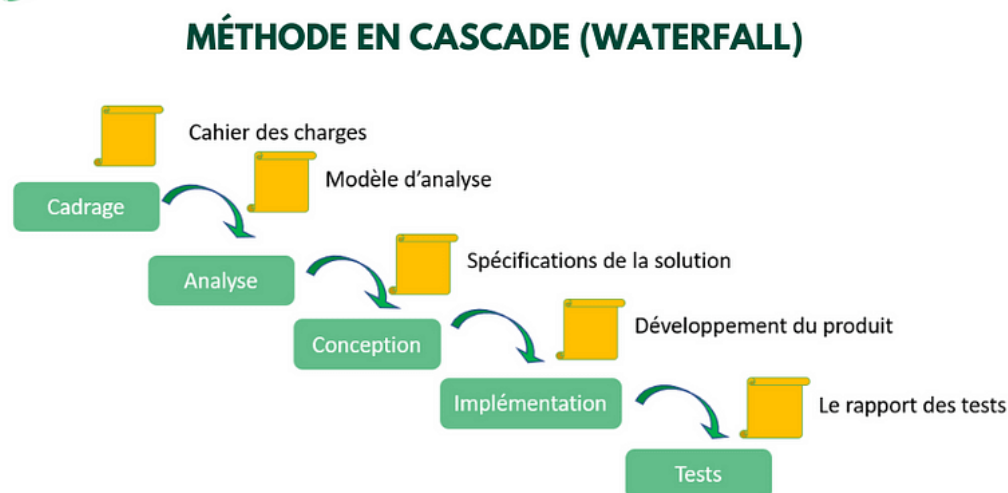 MÉTHODE EN CASCADE (WATERFALL)
Cahier des charges
Modèle d'analyse
Cadrage
Spécifications de la solution
Analyse
Développement du produit
Conception
Implémentation
Le rapport des tests
Tests